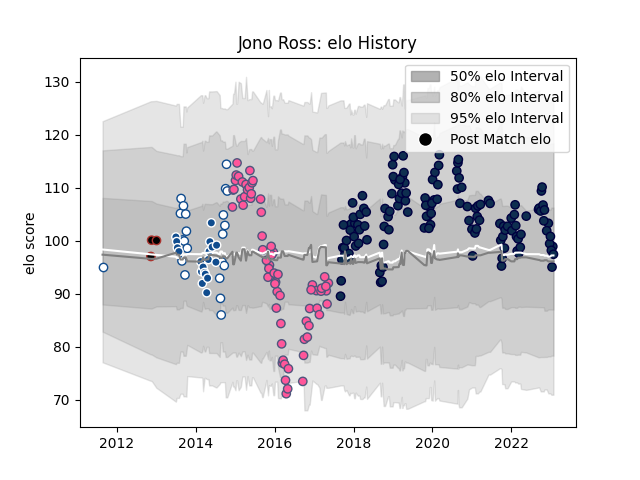 Jono Ross: elo History
50% elo Interval
80% elo Interval
95% elo Interval
Post Match elo
elo score
130
120
110
100
90
80
70
2012
2014
2016
2018
2020
2022